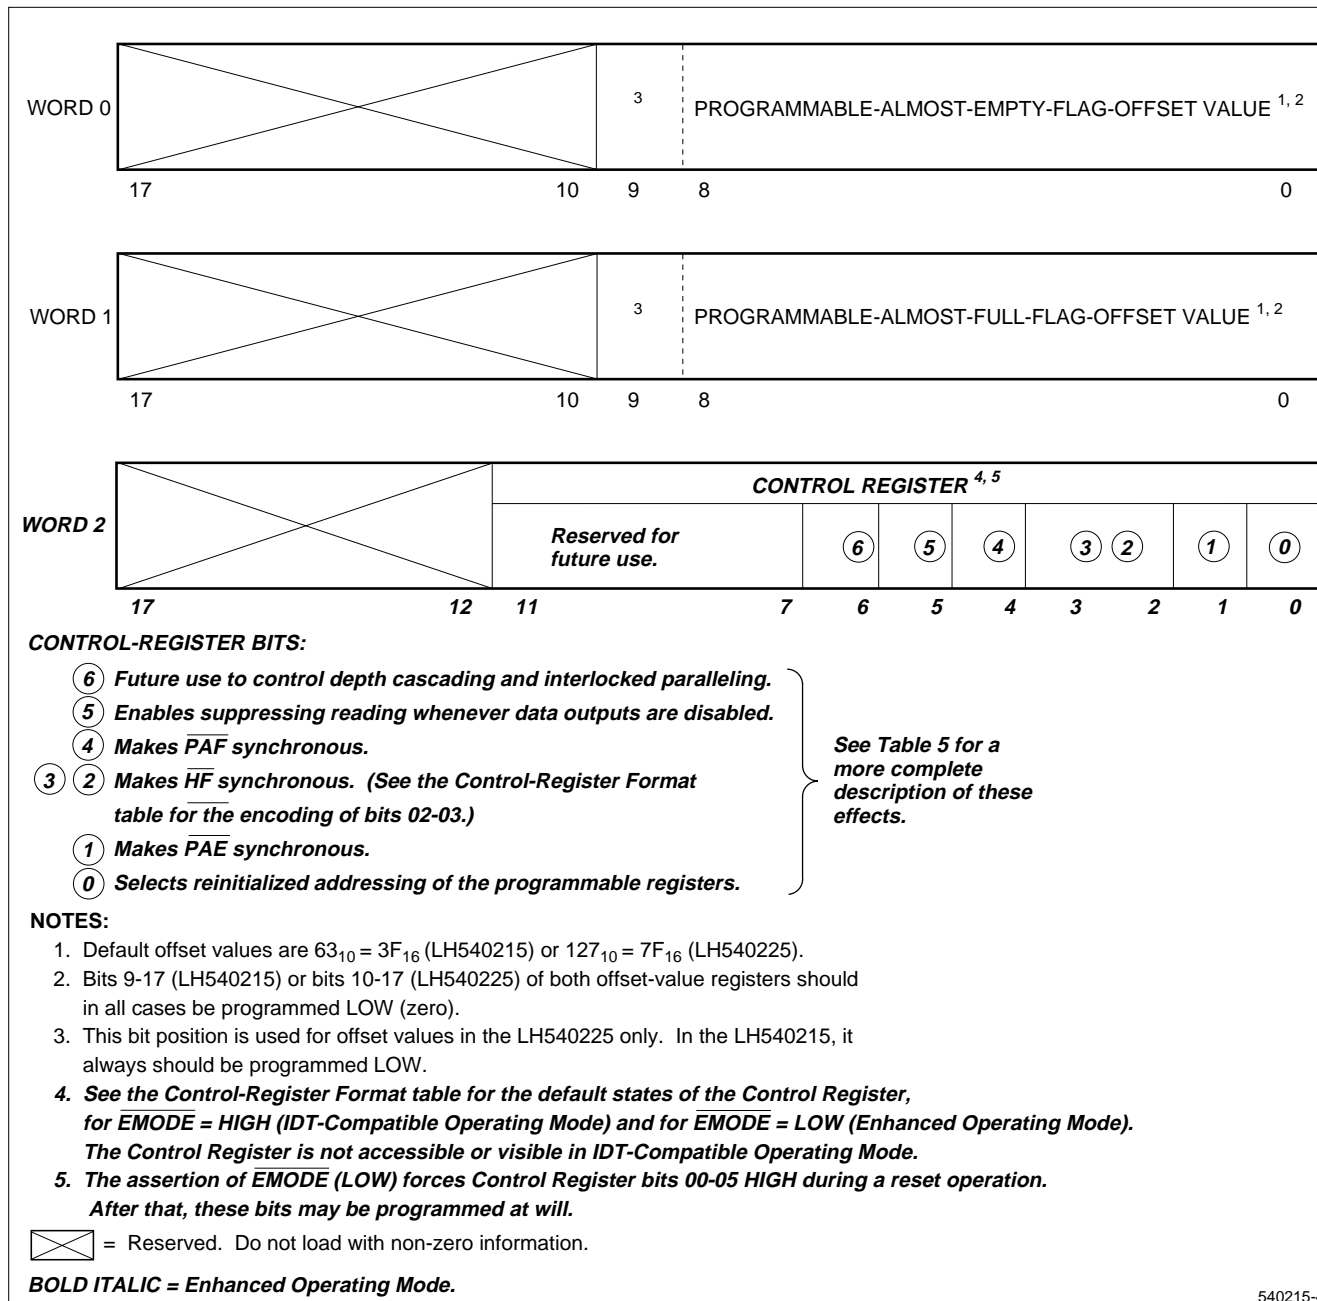 WORD 0
3
PROGRAMMABLE-ALMOST-EMPTY-FLAG-OFFSET VALUE 1, 2
17 10 9 8 0
WORD 1
3
PROGRAMMABLE-ALMOST-FULL-FLAG-OFFSET VALUE 1, 2
17 10 9 8 0
CONTROL REGISTER 4, 5
WORD 2
Reserved for
future use.
6 5 4 3 2 1 0
17 12 11 7 6 5 4 3 2 1 0
CONTROL-REGISTER BITS:
6 Future use to control depth cascading and interlocked paralleling.
5 Enables suppressing reading whenever data outputs are disabled.
4 Makes P̅A̅F̅ synchronous.
3 2 Makes H̅F̅ synchronous. (See the Control-Register Format
table for the encoding of bits 02-03.)
1 Makes P̅A̅E̅ synchronous.
0 Selects reinitialized addressing of the programmable registers.
See Table 5 for a
more complete
description of these
effects.
NOTES:
1. Default offset values are 63₁₀ = 3F₁₆ (LH540215) or 127₁₀ = 7F₁₆ (LH540225).
2. Bits 9-17 (LH540215) or bits 10-17 (LH540225) of both offset-value registers should
in all cases be programmed LOW (zero).
3. This bit position is used for offset values in the LH540225 only. In the LH540215, it
always should be programmed LOW.
4. See the Control-Register Format table for the default states of the Control Register,
for E̅M̅O̅D̅E̅ = HIGH (IDT-Compatible Operating Mode) and for E̅M̅O̅D̅E̅ = LOW (Enhanced Operating Mode).
The Control Register is not accessible or visible in IDT-Compatible Operating Mode.
5. The assertion of E̅M̅O̅D̅E̅ (LOW) forces Control Register bits 00-05 HIGH during a reset operation.
After that, these bits may be programmed at will.
= Reserved. Do not load with non-zero information.
BOLD ITALIC = Enhanced Operating Mode.
540215-